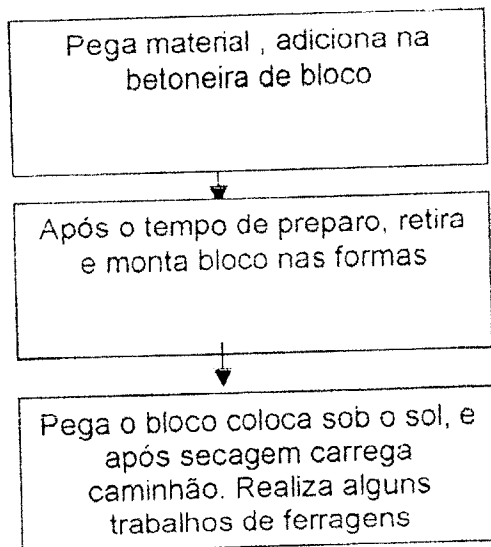 Pega material , adiciona na
betoneira de bloco
Após o tempo de preparo, retira
e monta bloco nas formas
Pega o bloco coloca sob o sol, e
após secagem carrega
caminhão. Realiza alguns
trabalhos de ferragens